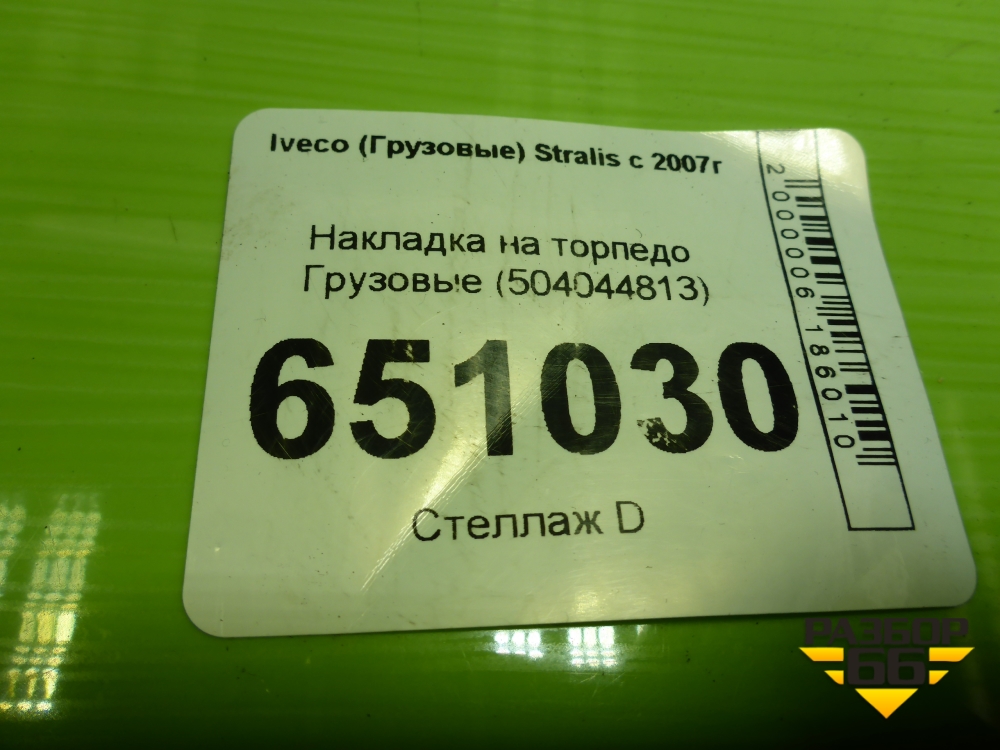 Iveco (Грузовые) Stralis с 2007г
Накладка на торпедо
Грузовые (504044813)
651030
Стеллаж D
2000006186010
РАЗБОР
66